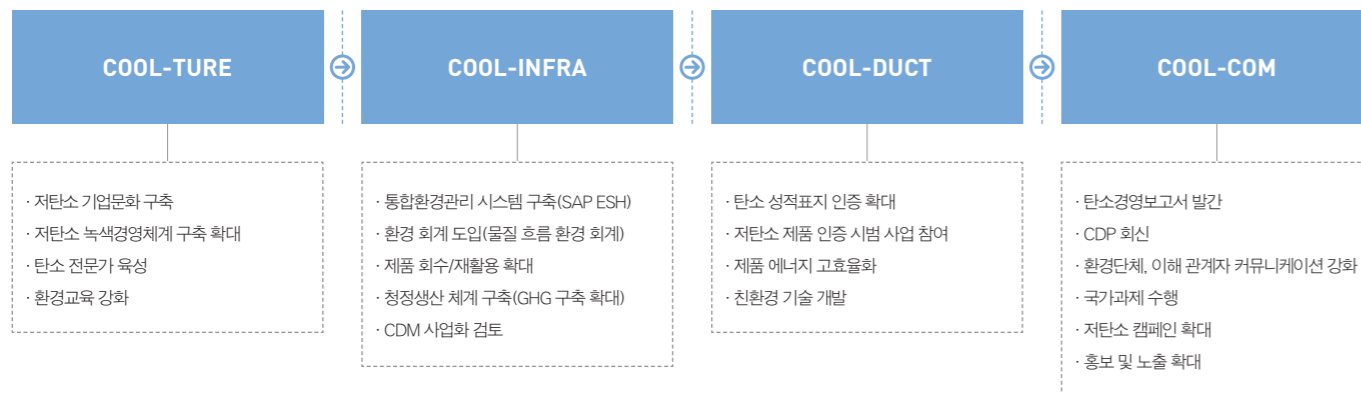 COOL-TURE
· 저탄소 기업문화 구축
· 저탄소 녹색경영체계 구축 확대
· 탄소 전문가 육성
· 환경교육 강화
COOL-INFRA
· 통합환경관리 시스템 구축(SAP ESH)
· 환경 회계 도입(물질 흐름 환경 회계)
· 제품 회수/재활용 확대
· 청정생산 체계 구축(GHG 구축 확대)
· CDM 사업화 검토
COOL-DUCT
· 탄소 성적표지 인증 확대
· 저탄소 제품 인증 시범 사업 참여
· 제품 에너지 고효율화
· 친환경 기술 개발
COOL-COM
· 탄소경영보고서 발간
· CDP 회신
· 환경단체, 이해 관계자 커뮤니케이션 강화
· 국가과제 수행
· 저탄소 캠페인 확대
· 홍보 및 노출 확대